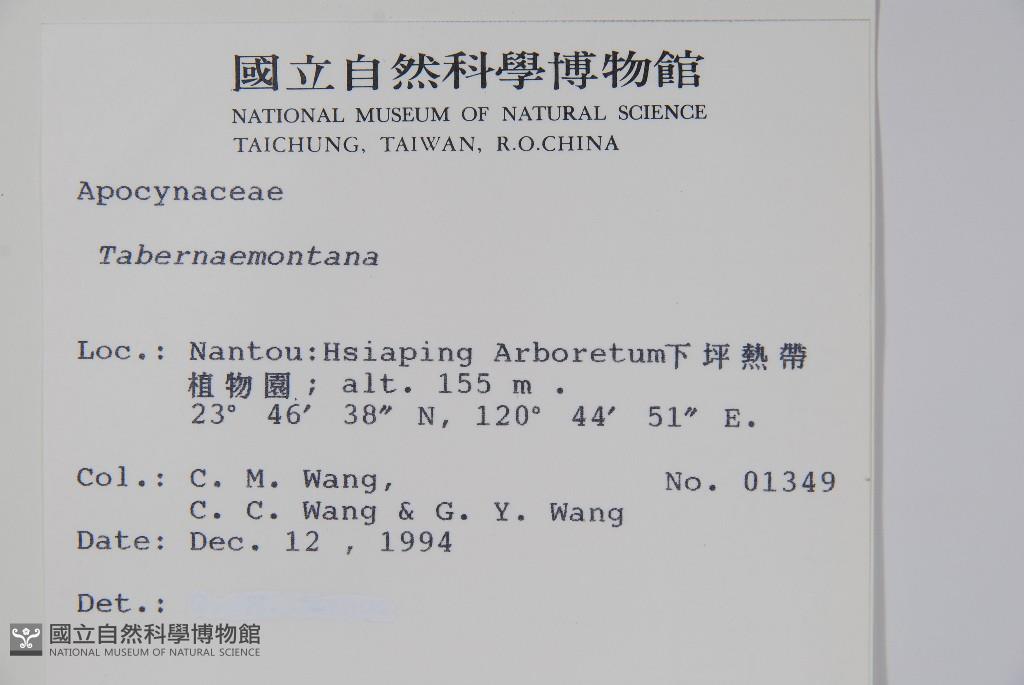 國立自然科學博物館
NATIONAL MUSEUM OF NATURAL SCIENCE
TAICHUNG, TAIWAN, R.O.CHINA
Apocynaceae
Tabernaemontana
Loc.: Nantou:Hsiaping Arboretum下坪熱帶
植物園; alt. 155 m .
23° 46′ 38″ N, 120° 44′ 51″ E.
Col.: C. M. Wang, No. 01349
C. C. Wang & G. Y. Wang
Date: Dec. 12 , 1994
Det.:
國立自然科學博物館
NATIONAL MUSEUM OF NATURAL SCIENCE